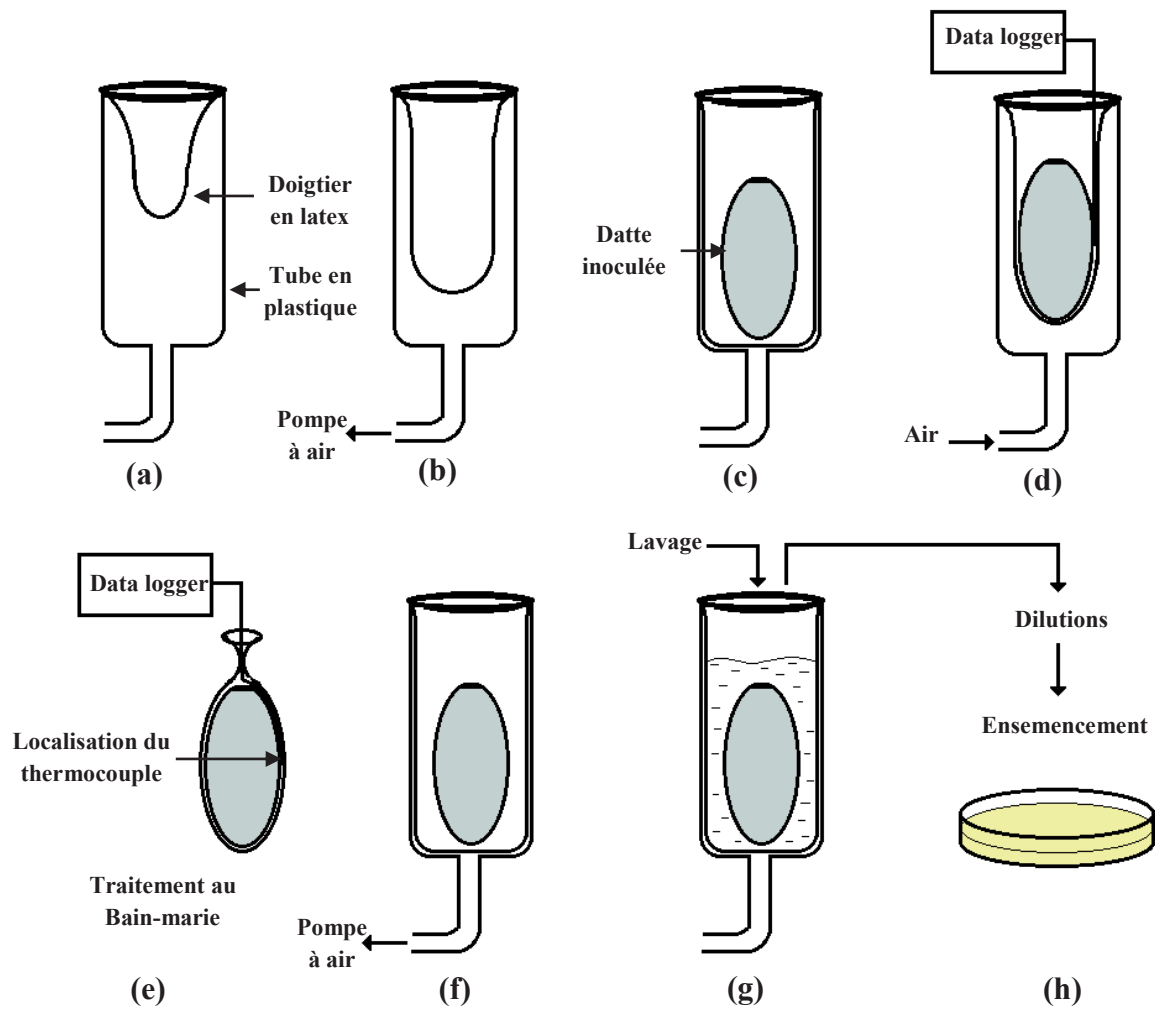 Data logger
Doigtier
en latex
Tube en
plastique
Datte
inoculée
Pompe
à air
Air
(a)
(b)
(c)
(d)
Lavage
Data logger
Dilutions
Ensemencement
Localisation du
thermocouple
Traitement au
Bain-marie
Pompe
à air
(e)
(f)
(g)
(h)